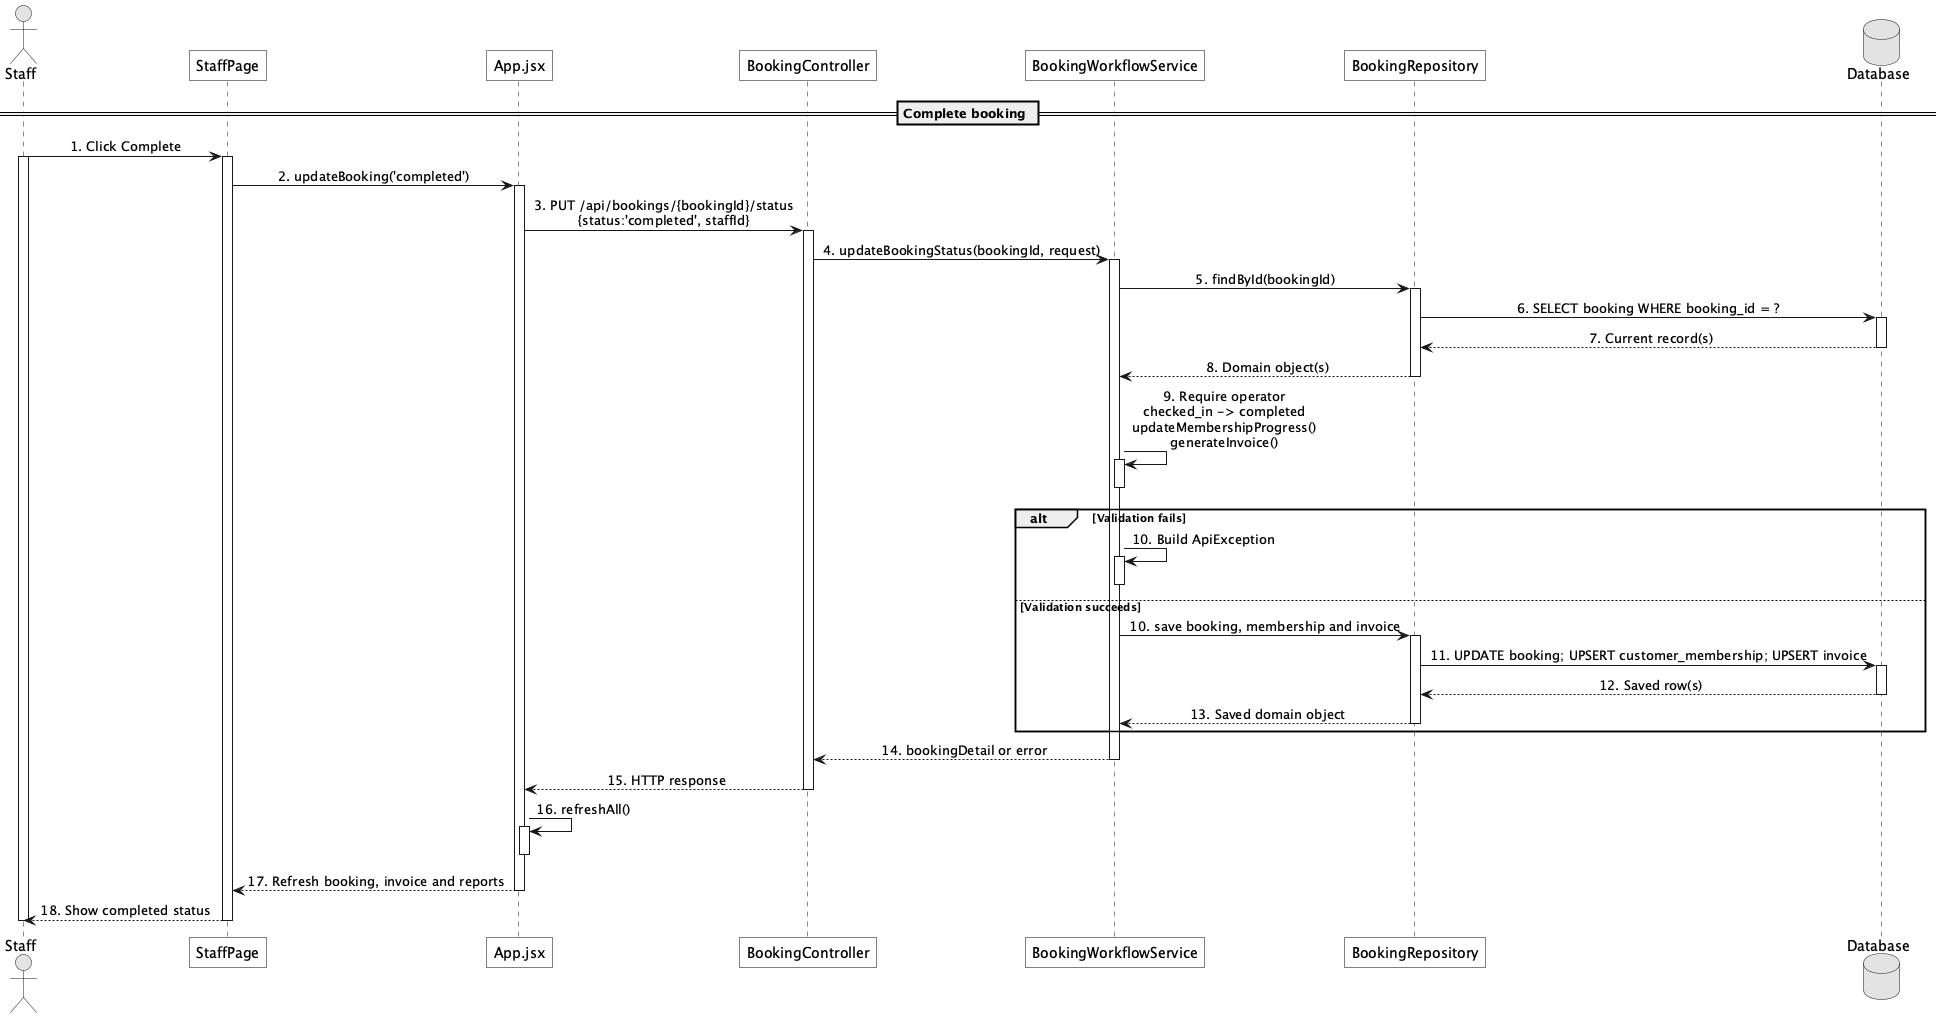 Staff
StaffPage
App.jsx
BookingController
BookingWorkflowService
BookingRepository
Database
Complete booking
1. Click Complete
2. updateBooking('completed')
3. PUT /api/bookings/{bookingId}/status
{status:'completed', staffId}
4. updateBookingStatus(bookingId, request)
5. findById(bookingId)
6. SELECT booking WHERE booking_id = ?
7. Current record(s)
8. Domain object(s)
9. Require operator
checked_in -> completed
updateMembershipProgress()
generateInvoice()
alt
[Validation fails]
10. Build ApiException
[Validation succeeds]
10. save booking, membership and invoice
11. UPDATE booking; UPSERT customer_membership; UPSERT invoice
12. Saved row(s)
13. Saved domain object
14. bookingDetail or error
15. HTTP response
16. refreshAll()
17. Refresh booking, invoice and reports
18. Show completed status
Staff
StaffPage
App.jsx
BookingController
BookingWorkflowService
BookingRepository
Database